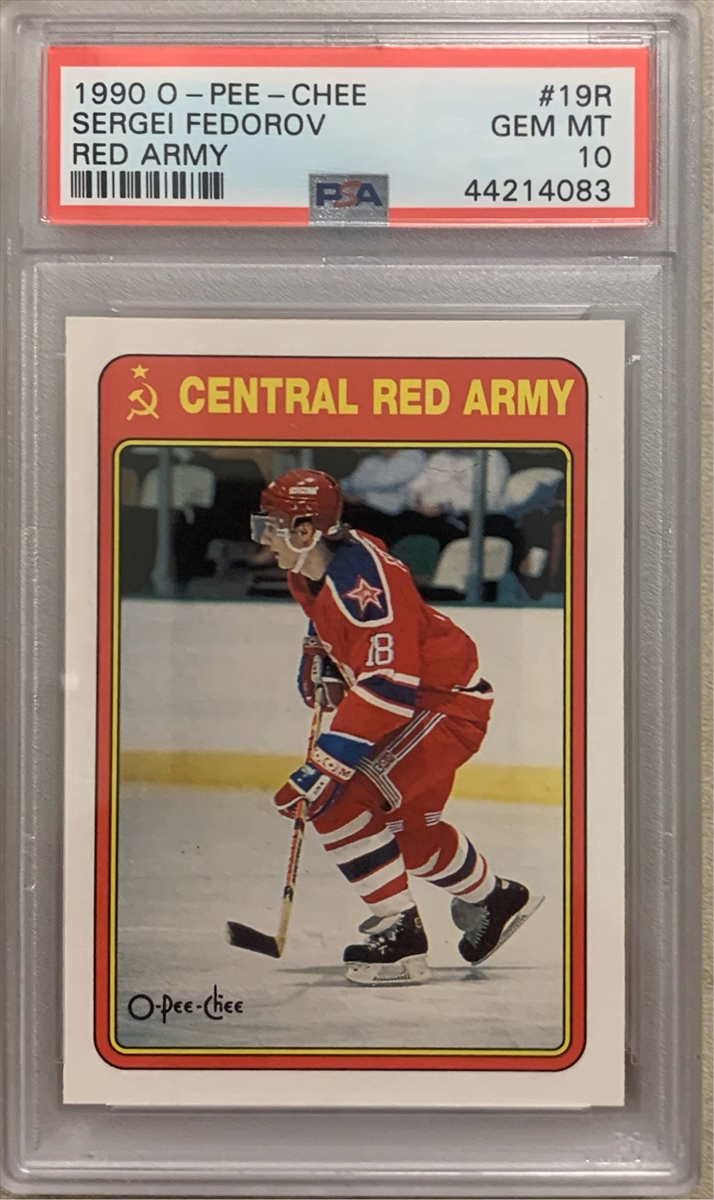 1990 O-PEE-CHEE #19R
SERGEI FEDOROV GEM MT
RED ARMY 10
PSA 44214083
CENTRAL RED ARMY
18
O-Pee-Chee